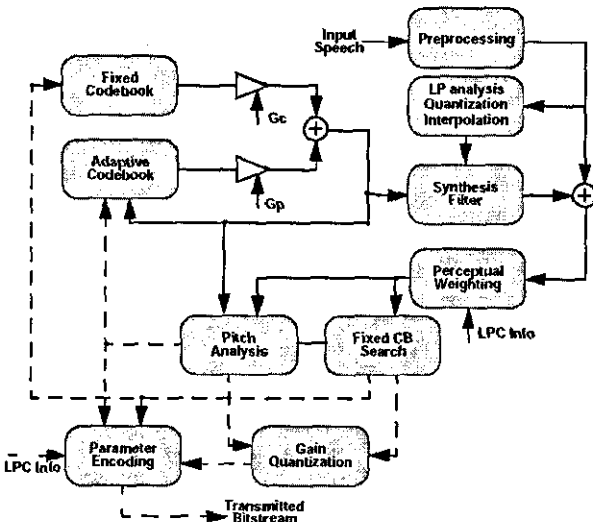 Input
Speech
Preprocessing
Fixed
Codebook
Gc
LP analysis
Quantization
Interpolation
Adaptive
Codebook
Gp
Synthesis
Filter
Perceptual
Weighting
LPC Info
Pitch
Analysis
Fixed CB
Search
LPC Info
Parameter
Encoding
Gain
Quantization
Transmitted
Bitstream